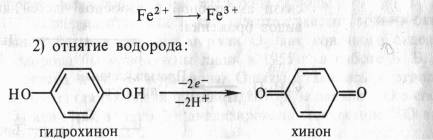 Fe²⁺ ⟶ Fe³⁺
2) отнятие водорода:
HO OH −2e⁻ O O
−2H⁺
гидрохинон хинон